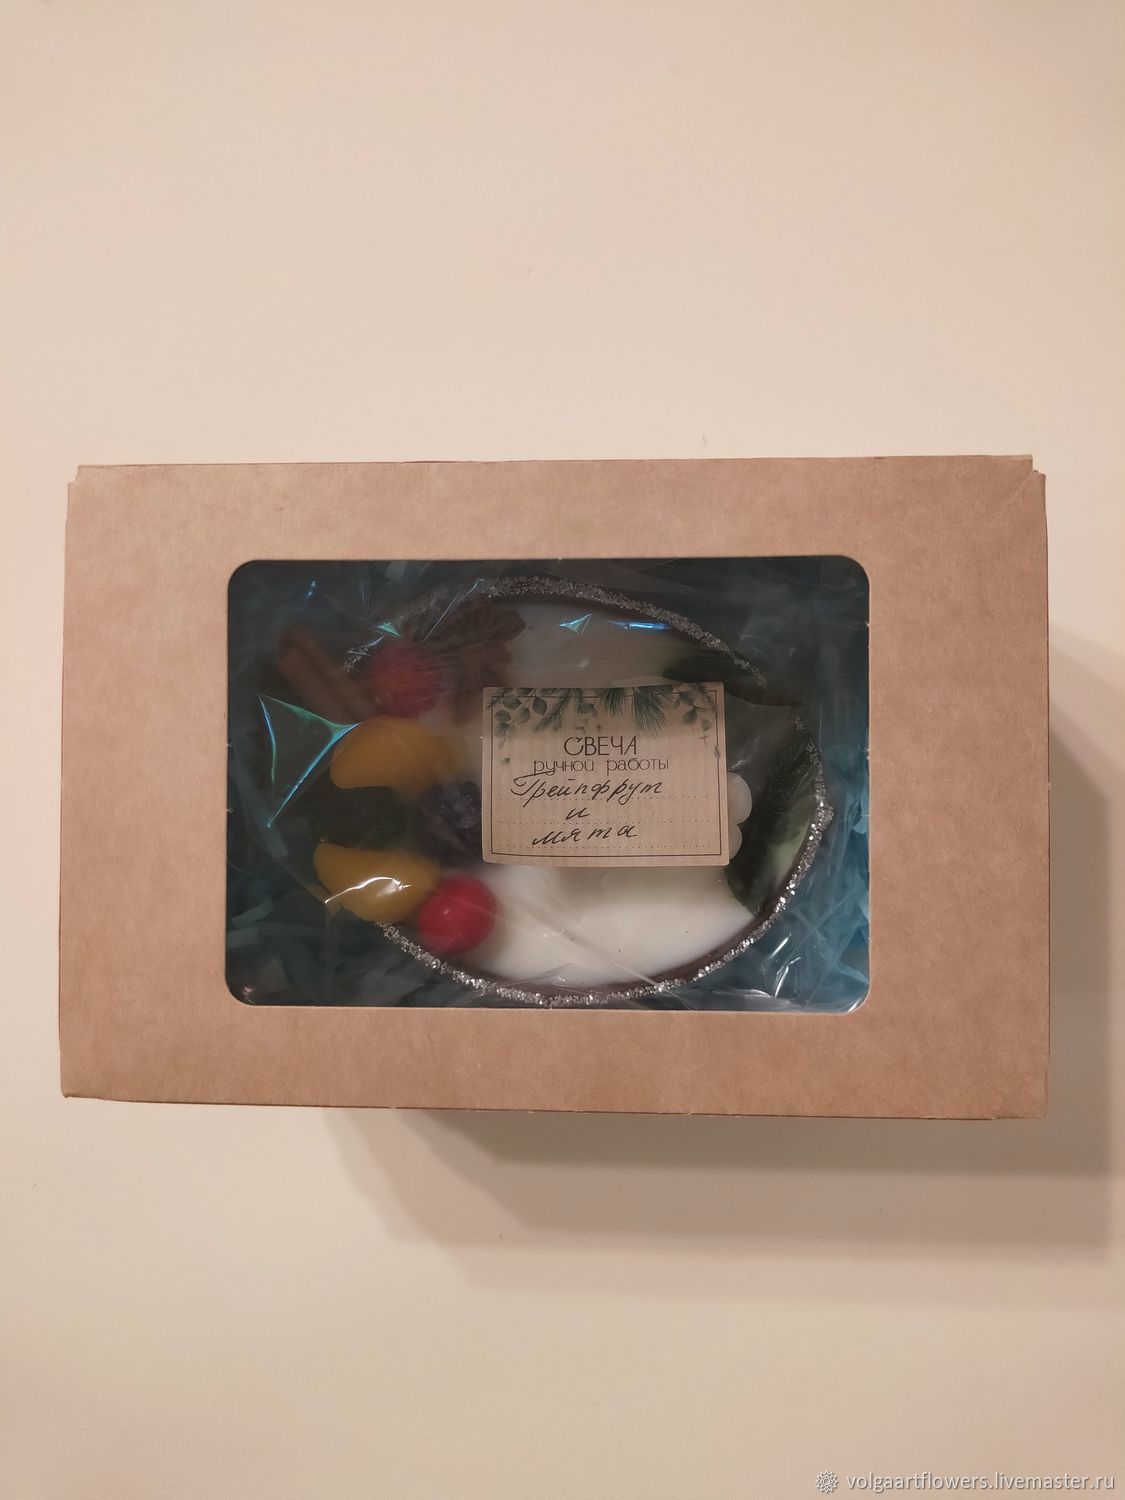 СВЕЧА
ручной работы
Грейпфрут
и
мята
volgaartflowers.livemaster.ru